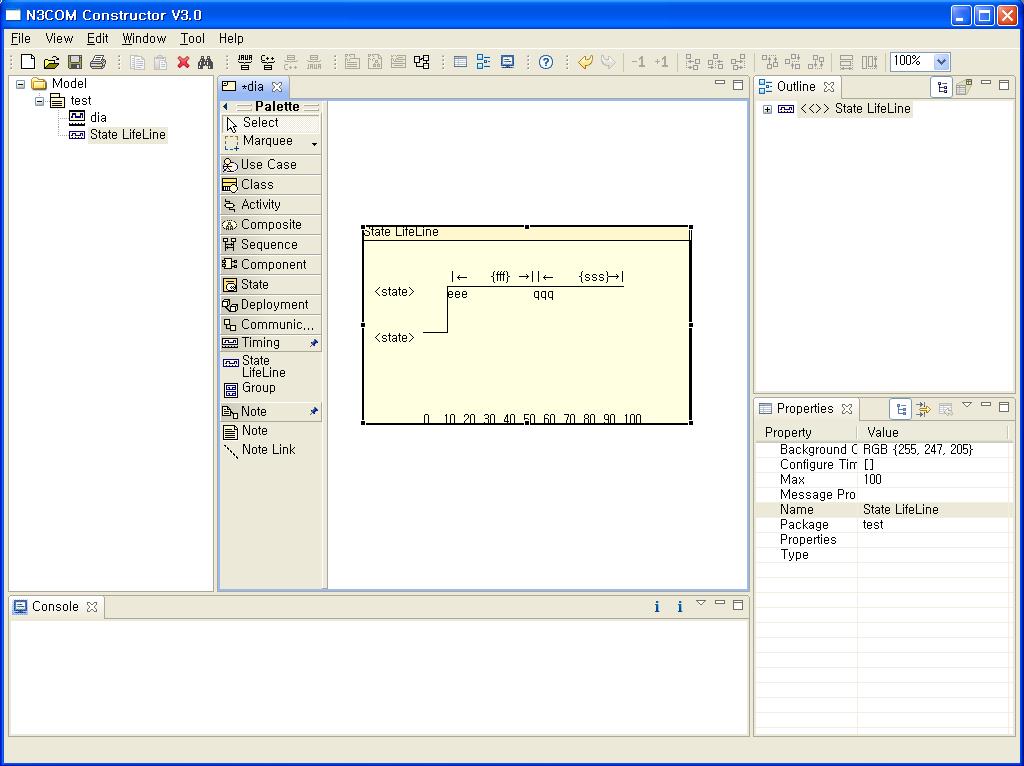 N3COM Constructor V3.0
File View Edit Window Tool Help
-1 +1 100%
Model
test
dia
State LifeLine
*dia
Palette
Select
Marquee
Use Case
Class
Activity
Composite
Sequence
Component
State
Deployment
Communic...
Timing
State
LifeLine
Group
Note
Note
Note Link
State LifeLine
|← {fff} →||← {sss}→|
<state> eee qqq
<state>
0 10 20 30 40 50 60 70 80 90 100
Outline
<<>> State LifeLine
Properties
Property Value
Background C RGB {255, 247, 205}
Configure Tim []
Max 100
Message Pro
Name State LifeLine
Package test
Properties
Type
Console